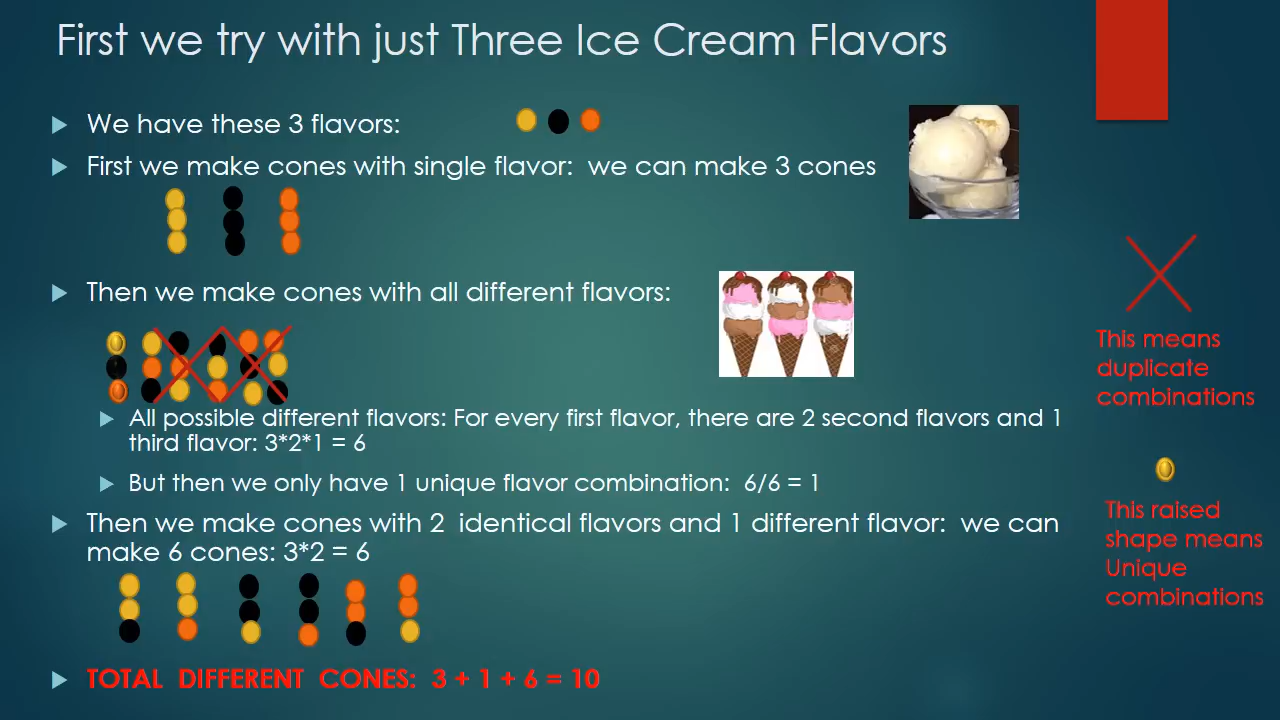 First we try with just Three Ice Cream Flavors
We have these 3 flavors:
First we make cones with single flavor:  we can make 3 cones
Then we make cones with all different flavors:
All possible different flavors: For every first flavor, there are 2 second flavors and 1
third flavor: 3*2*1 = 6
But then we only have 1 unique flavor combination:  6/6 = 1
Then we make cones with 2  identical flavors and 1 different flavor:  we can
make 6 cones: 3*2 = 6
TOTAL  DIFFERENT  CONES:  3 + 1 + 6 = 10
This means
duplicate
combinations
This raised
shape means
Unique
combinations